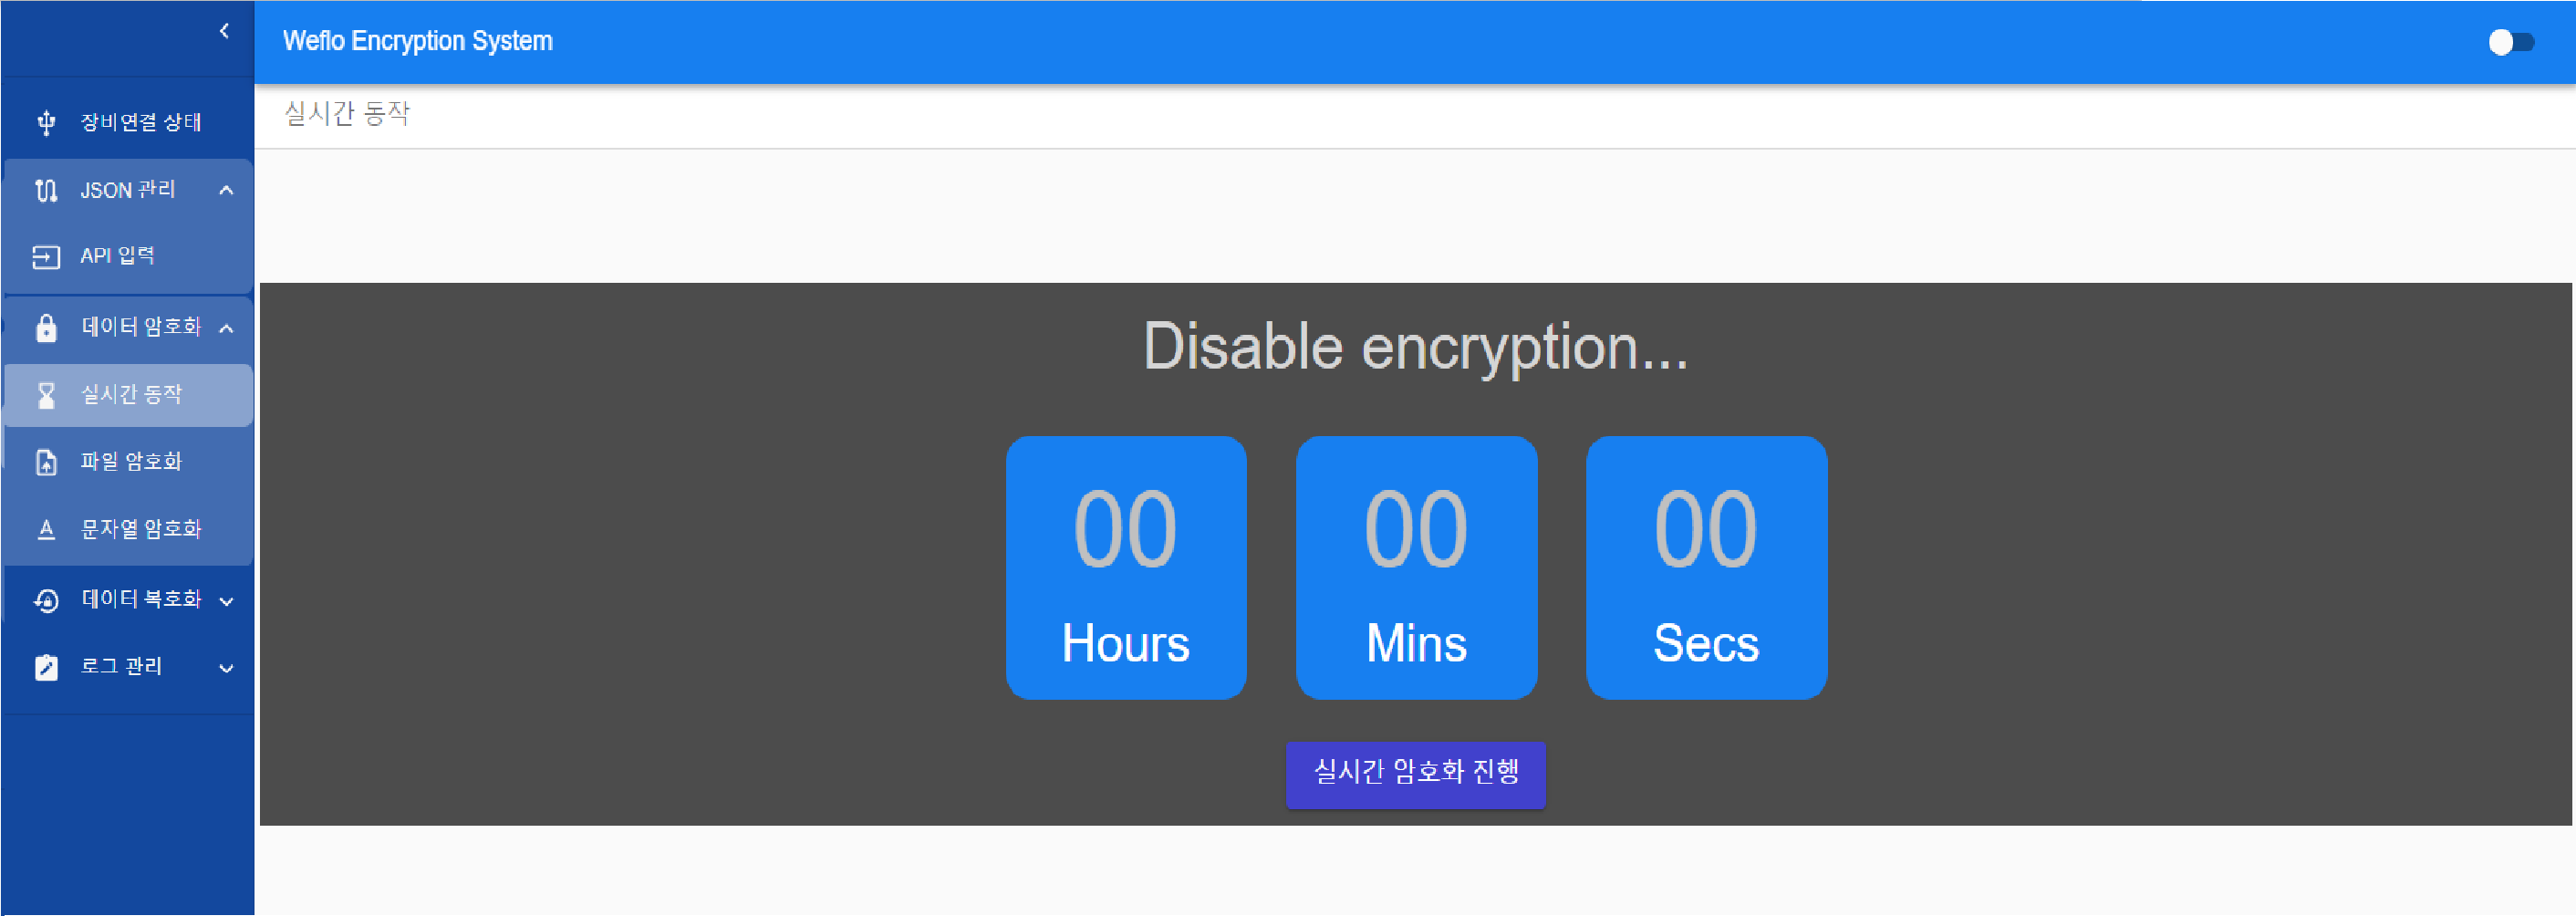 Weflo Encryption System
장비연결 상태
JSON 관리
API 입력
데이터 암호화
실시간 동작
파일 암호화
문자열 암호화
데이터 복호화
로그 관리
실시간 동작
Disable encryption...
00 00 00
Hours Mins Secs
실시간 암호화 진행